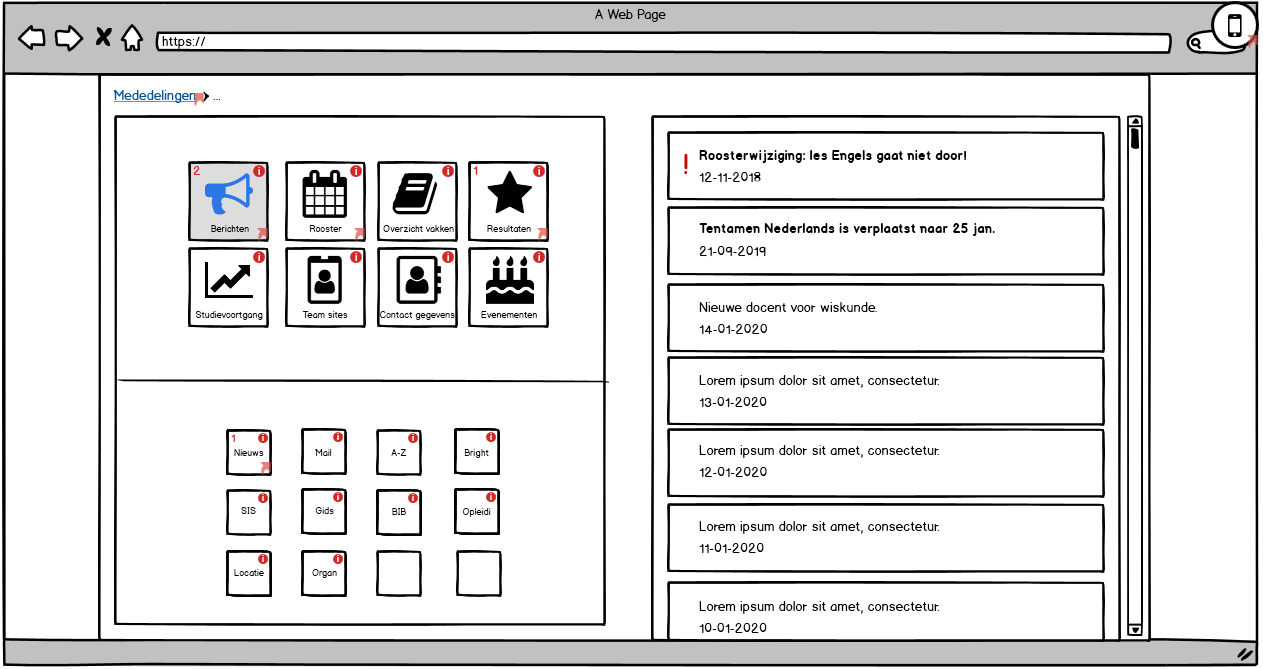 A Web Page
https://
Mededelingen ...
2
Berichten
Rooster
Overzicht vakken
1
Resultaten
Studievoortgang
Team sites
Contact gegevens
Evenementen
1
Nieuws
Mail
A-Z
Bright
SIS
Gids
BIB
Opleidi
Locatie
Organ
! Roosterwijziging: les Engels gaat niet door!
12-11-2018
Tentamen Nederlands is verplaatst naar 25 jan.
21-09-2019
Nieuwe docent voor wiskunde.
14-01-2020
Lorem ipsum dolor sit amet, consectetur.
13-01-2020
Lorem ipsum dolor sit amet, consectetur.
12-01-2020
Lorem ipsum dolor sit amet, consectetur.
11-01-2020
Lorem ipsum dolor sit amet, consectetur.
10-01-2020